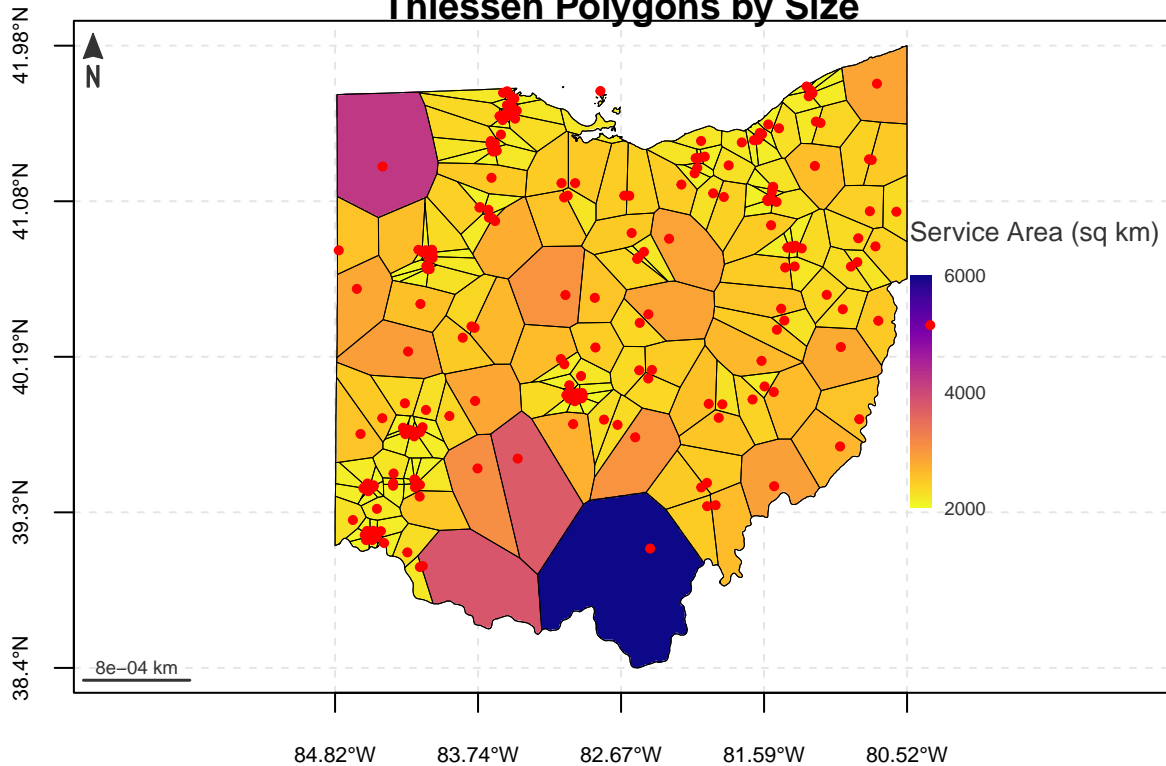 Thiessen Polygons by Size
41.98°N
41.08°N
40.19°N
39.3°N
38.4°N
N
Service Area (sq km)
6000
4000
2000
8e−04 km
84.82°W
83.74°W
82.67°W
81.59°W
80.52°W